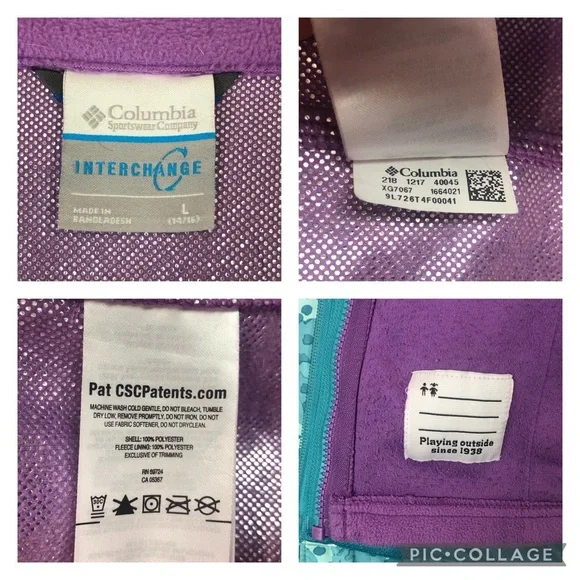 Columbia
Sportswear Company
INTERCHANGE
MADE IN
BANGLADESH
L
(14/16)
Columbia
218 1217 40045
XG7067 1664021
9L726T4F00041
Pat CSCPatents.com
MACHINE WASH COLD GENTLE, DO NOT BLEACH, TUMBLE
DRY LOW, REMOVE PROMPTLY, DO NOT IRON, DO NOT
USE FABRIC SOFTENER, DO NOT DRYCLEAN.
SHELL: 100% POLYESTER
FLEECE LINING: 100% POLYESTER
EXCLUSIVE OF TRIMMING
RN 69724
CA 05367
Playing outside
since 1938
PIC•COLLAGE